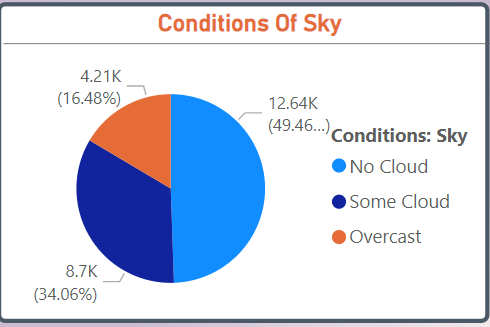 Conditions Of Sky
4.21K
(16.48%)
12.64K
(49.46...)
Conditions: Sky
No Cloud
Some Cloud
Overcast
8.7K
(34.06%)